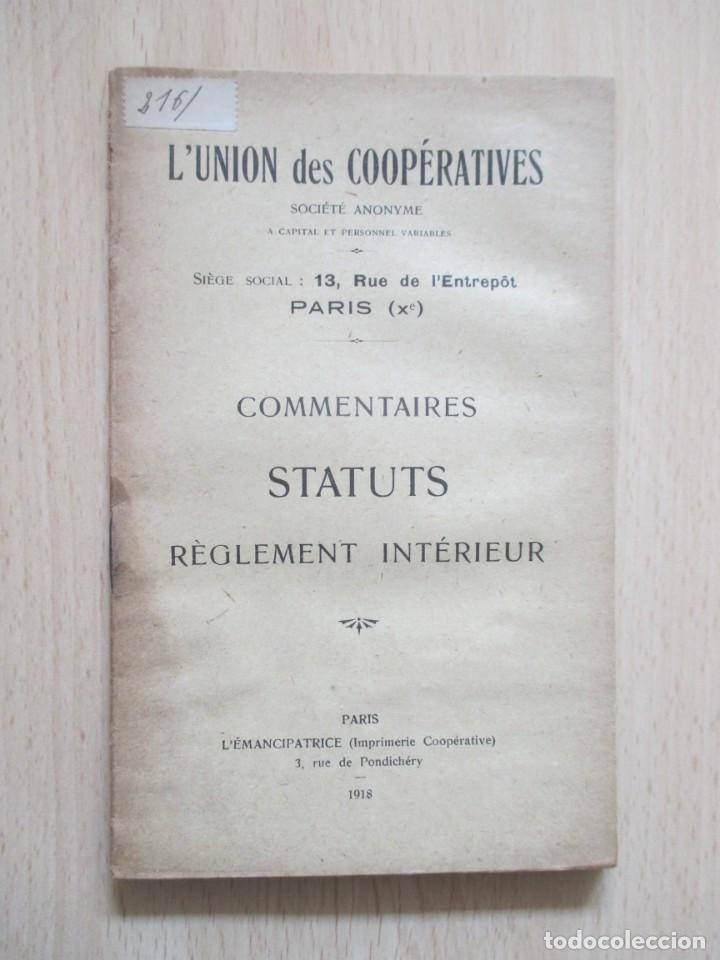 216/
L'UNION des COOPÉRATIVES
SOCIÉTÉ ANONYME
A CAPITAL ET PERSONNEL VARIABLES
SIÈGE SOCIAL : 13, Rue de l'Entrepôt
PARIS (Xe)
COMMENTAIRES
STATUTS
RÈGLEMENT INTÉRIEUR
PARIS
L'ÉMANCIPATRICE (Imprimerie Coopérative)
3, rue de Pondichéry
1918
todocoleccion